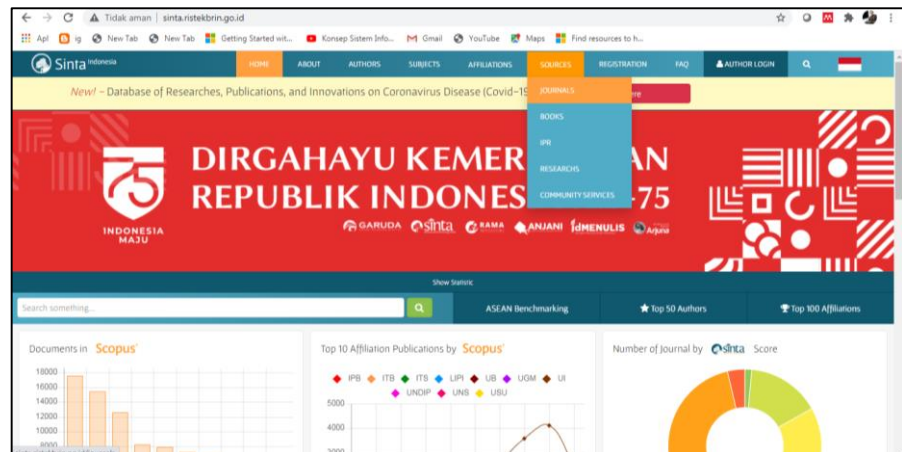 Tidak aman | sinta.ristekbrin.go.id
Apl ig New Tab New Tab Getting Started wit... Konsep Sistem Info... Gmail YouTube Maps Find resources to h...
Sinta Indonesia HOME ABOUT AUTHORS SUBJECTS AFFILIATIONS SOURCES REGISTRATION FAQ AUTHOR LOGIN
New! - Database of Researches, Publications, and Innovations on Coronavirus Disease (Covid-19 ere
JOURNALS
BOOKS
IPR
RESEARCHS
COMMUNITY SERVICES
75
INDONESIA
MAJU
DIRGAHAYU KEMER AN
REPUBLIK INDONES -75
GARUDA sinta RAMA ANJANI IdMENULIS Arjuna
Show Statistic
Search something... ASEAN Benchmarking Top 50 Authors Top 100 Affiliations
Documents in Scopus
18000
16000
14000
12000
10000
8000
Top 10 Affiliation Publications by Scopus
IPB ITB ITS LIPI UB UGM UI
UNDIP UNS USU
5000
4000
3000
Number of Journal by sinta Score